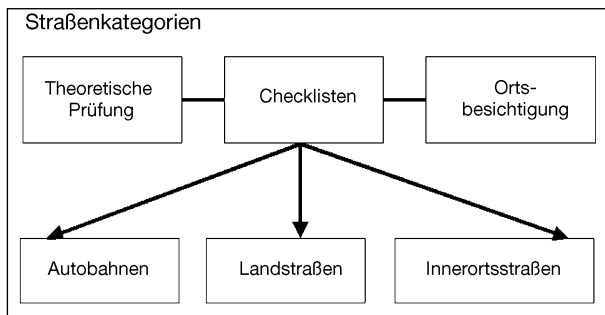 Straßenkategorien
Theoretische
Prüfung
Checklisten
Orts-
besichtigung
Autobahnen
Landstraßen
Innerortsstraßen